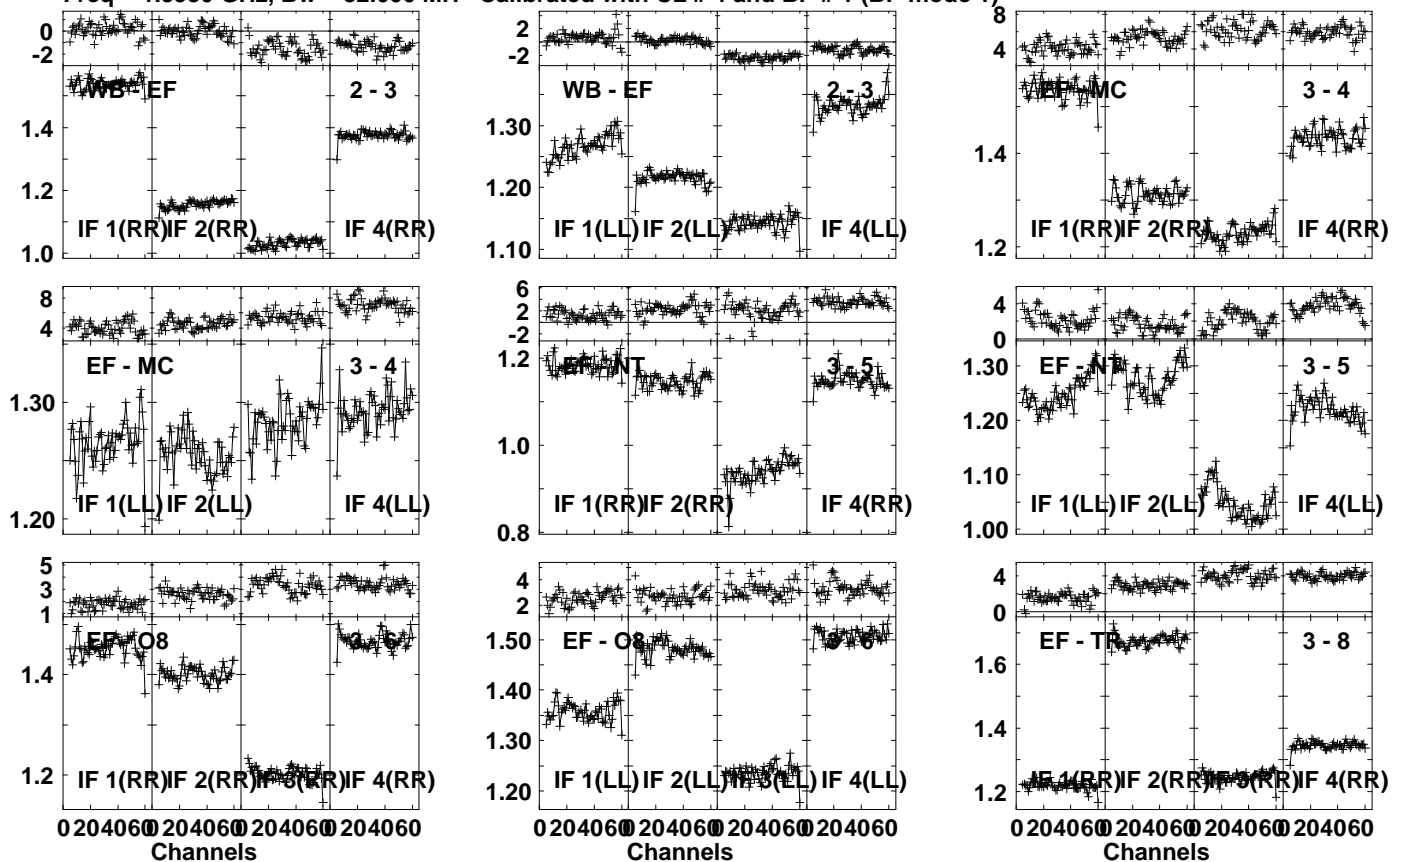 0
-2
WB - EF
2 - 3
1.4
1.2
1.0
IF 1(RR)
IF 2(RR)
IF 4(RR)
2
-2
WB - EF
2 - 3
1.30
1.20
1.10
IF 1(LL)
IF 2(LL)
IF 4(LL)
8
4
EF - MC
3 - 4
1.4
1.2
IF 1(RR)
IF 2(RR)
IF 4(RR)
8
4
EF - MC
3 - 4
1.30
1.20
IF 1(LL)
IF 2(LL)
IF 4(LL)
6
2
-2
EF - NT
3 - 5
1.2
1.0
0.8
IF 1(RR)
IF 2(RR)
IF 4(RR)
4
0
EF - NT
3 - 5
1.30
1.20
1.10
1.00
IF 1(LL)
IF 2(LL)
IF 4(LL)
5
3
1
EF - O8
3 - 6
1.4
1.2
IF 1(RR)
IF 2(RR)
IF 3(RR)
IF 4(RR)
0 204060 0 204060 0 204060 0 204060
Channels
4
2
EF - O8
3 - 6
1.50
1.40
1.30
1.20
IF 1(LL)
IF 2(LL)
IF 3(LL)
IF 4(LL)
0 204060 0 204060 0 204060 0 204060
Channels
4
0
EF - TR
3 - 8
1.6
1.4
1.2
IF 1(RR)
IF 2(RR)
IF 3(RR)
IF 4(RR)
0 204060 0 204060 0 204060 0 204060
Channels